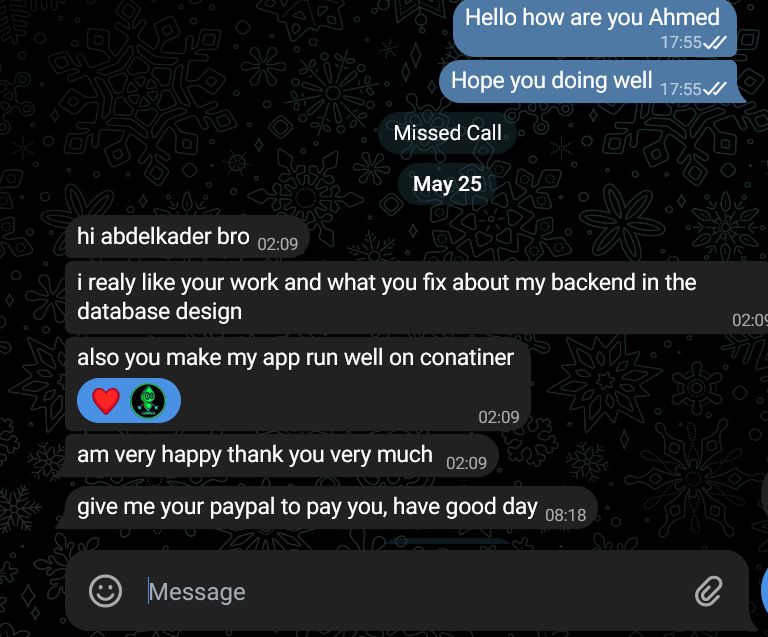 Hello how are you Ahmed
17:55
Hope you doing well 17:55
Missed Call
May 25
hi abdelkader bro 02:09
i realy like your work and what you fix about my backend in the
database design
02:09
also you make my app run well on conatiner
02:09
am very happy thank you very much 02:09
give me your paypal to pay you, have good day 08:18
Message